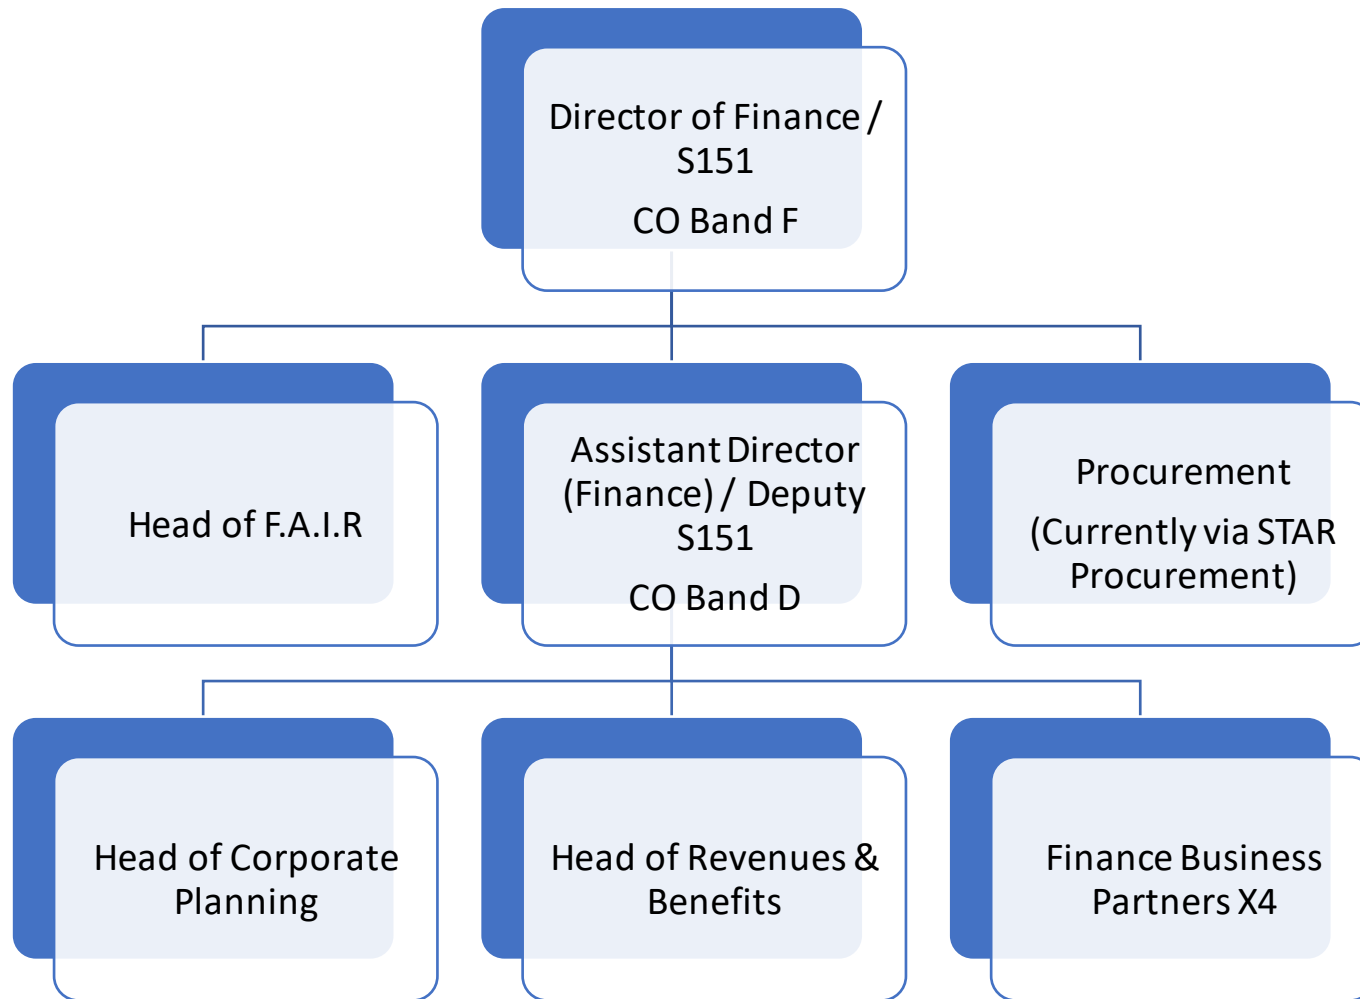 Director of Finance /
S151
CO Band F
Head of F.A.I.R
Assistant Director
(Finance) / Deputy
S151
CO Band D
Procurement
(Currently via STAR
Procurement)
Head of Corporate
Planning
Head of Revenues &
Benefits
Finance Business
Partners X4